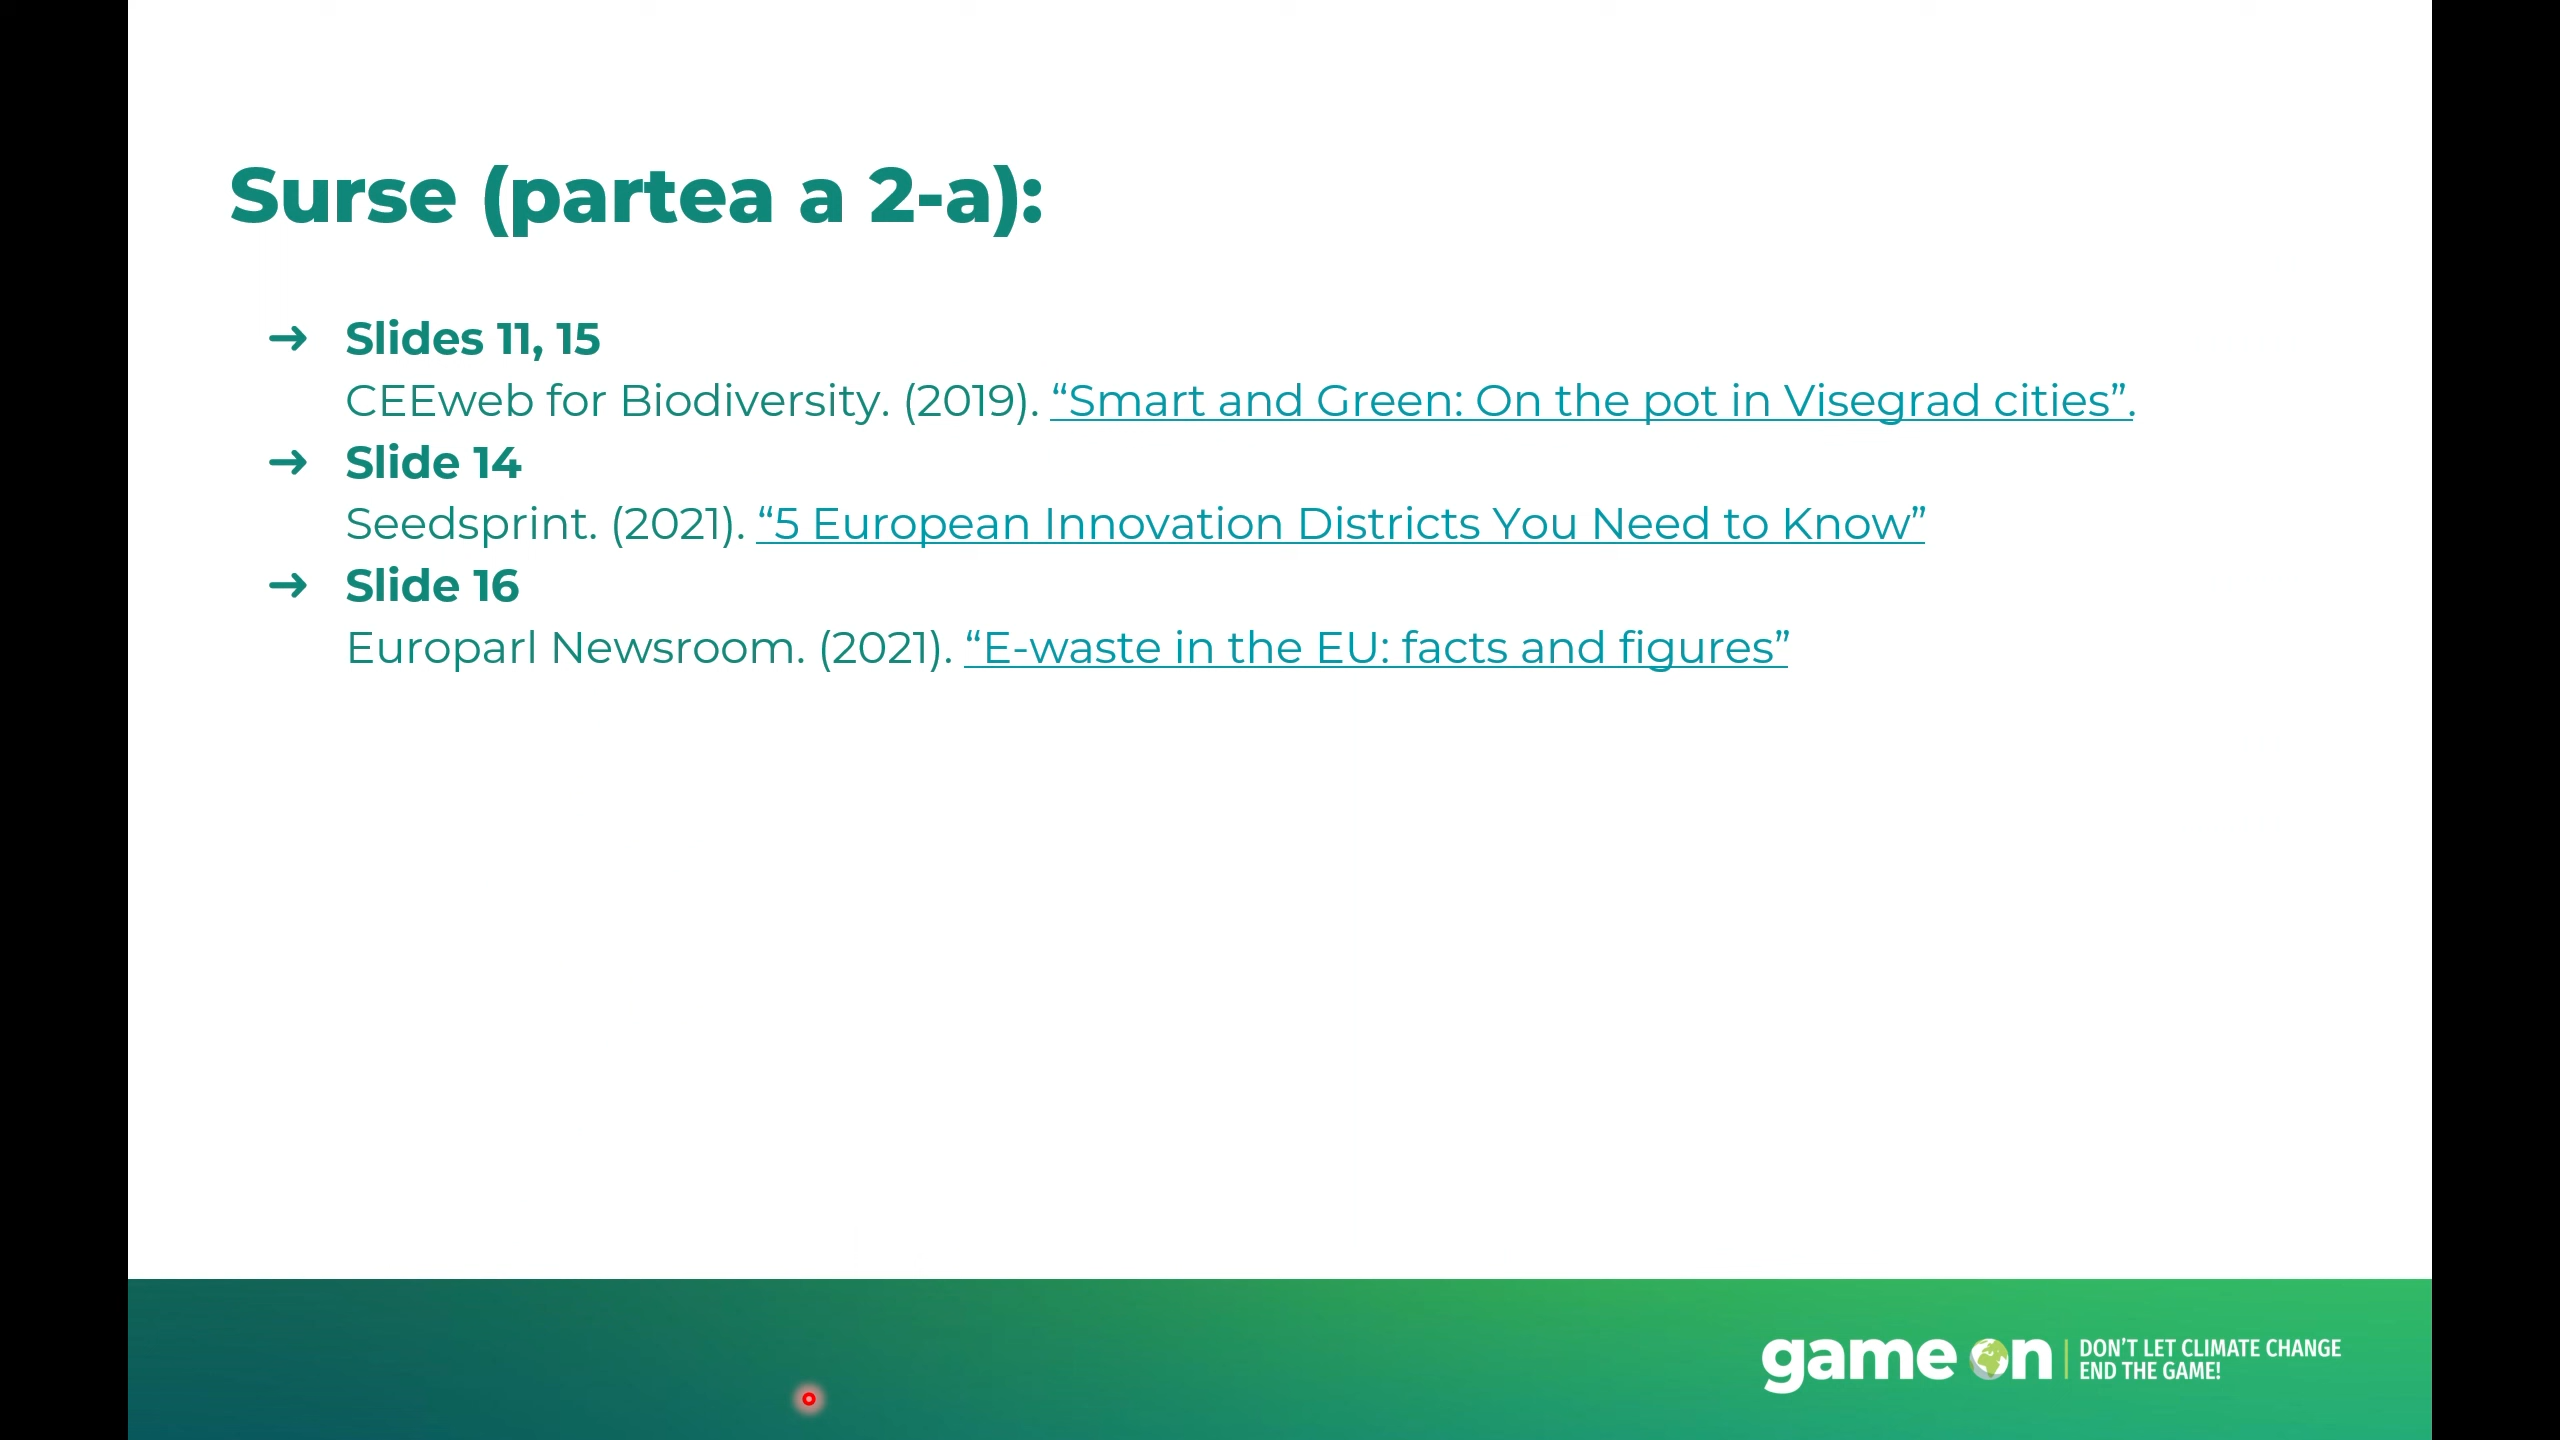 Surse (partea a 2-a):
➔ Slides 11, 15
CEEweb for Biodiversity. (2019). “Smart and Green: On the pot in Visegrad cities”.
➔ Slide 14
Seedsprint. (2021). “5 European Innovation Districts You Need to Know”
➔ Slide 16
Europarl Newsroom. (2021). “E-waste in the EU: facts and figures”
game on
DON’T LET CLIMATE CHANGE
END THE GAME!